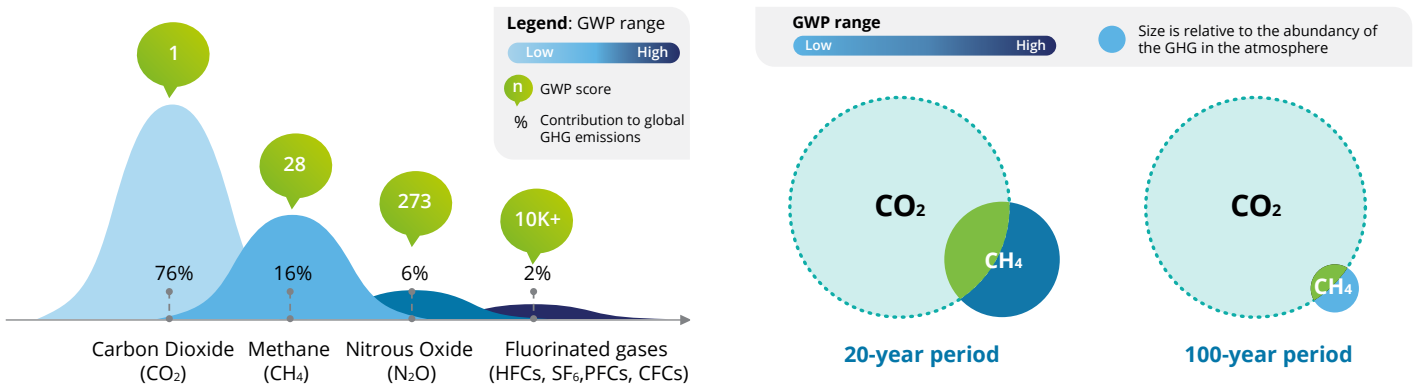 Legend: GWP range
Low High
n GWP score
% Contribution to global
GHG emissions
1
28
273
10K+
76%
16%
6%
2%
Carbon Dioxide
(CO₂)
Methane
(CH₄)
Nitrous Oxide
(N₂O)
Fluorinated gases
(HFCs, SF₆,PFCs, CFCs)
GWP range
Low High
Size is relative to the abundancy of
the GHG in the atmosphere
CO₂
CH₄
20-year period
CO₂
CH₄
100-year period